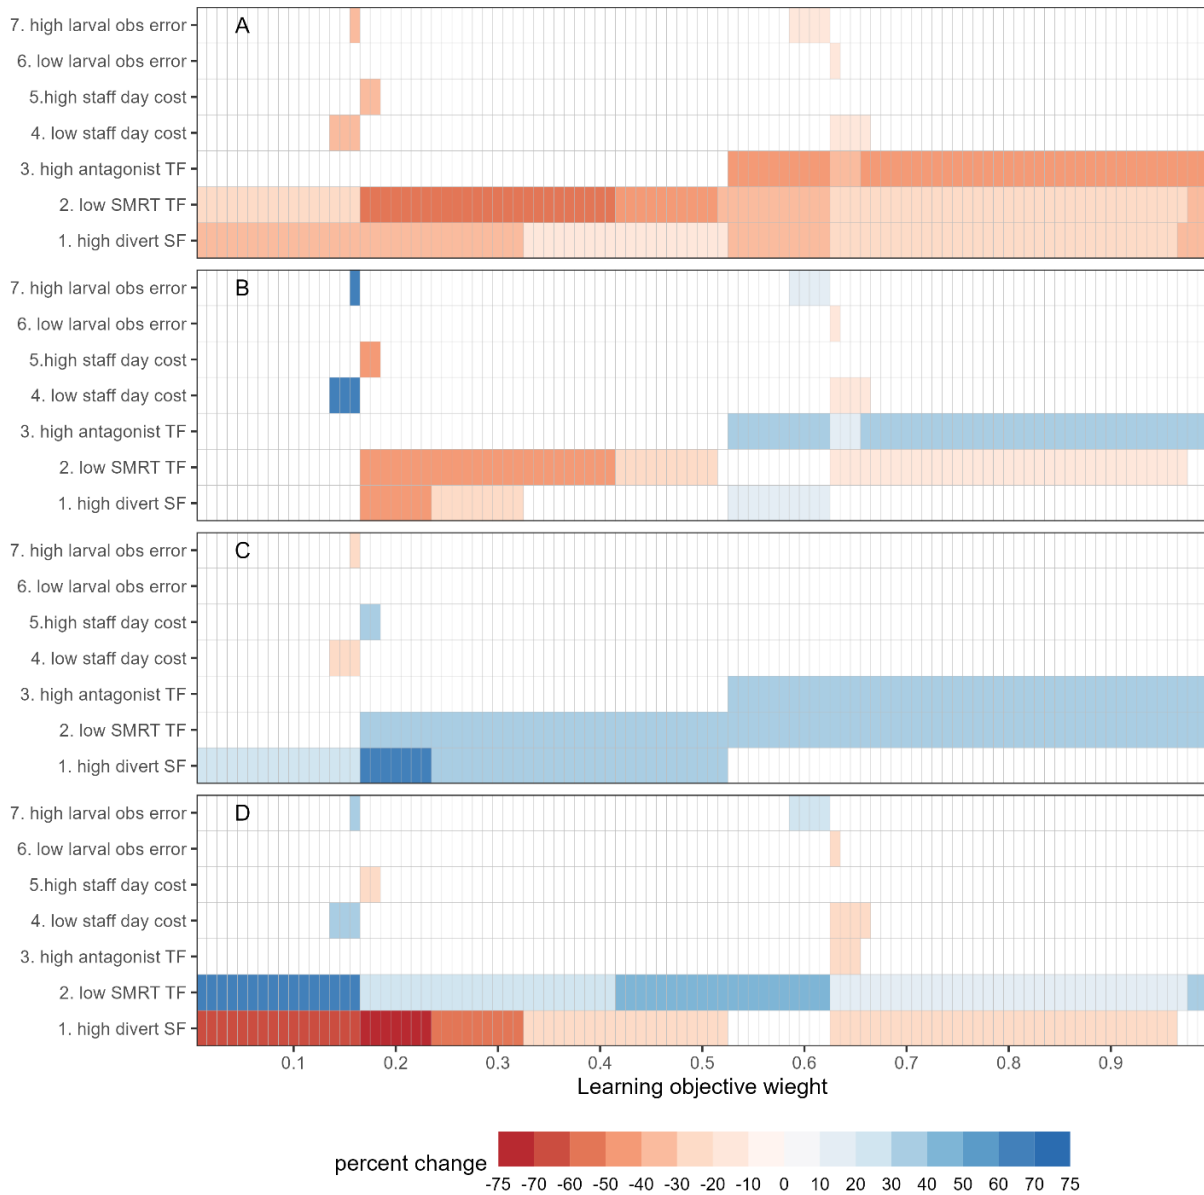 A
7. high larval obs error
6. low larval obs error
5.high staff day cost
4. low staff day cost
3. high antagonist TF
2. low SMRT TF
1. high divert SF
B
7. high larval obs error
6. low larval obs error
5.high staff day cost
4. low staff day cost
3. high antagonist TF
2. low SMRT TF
1. high divert SF
C
7. high larval obs error
6. low larval obs error
5.high staff day cost
4. low staff day cost
3. high antagonist TF
2. low SMRT TF
1. high divert SF
D
7. high larval obs error
6. low larval obs error
5.high staff day cost
4. low staff day cost
3. high antagonist TF
2. low SMRT TF
1. high divert SF
0.1 0.2 0.3 0.4 0.5 0.6 0.7 0.8 0.9
Learning objective wieght
percent change
-75 -70 -60 -50 -40 -30 -20 -10 0 10 20 30 40 50 60 70 75